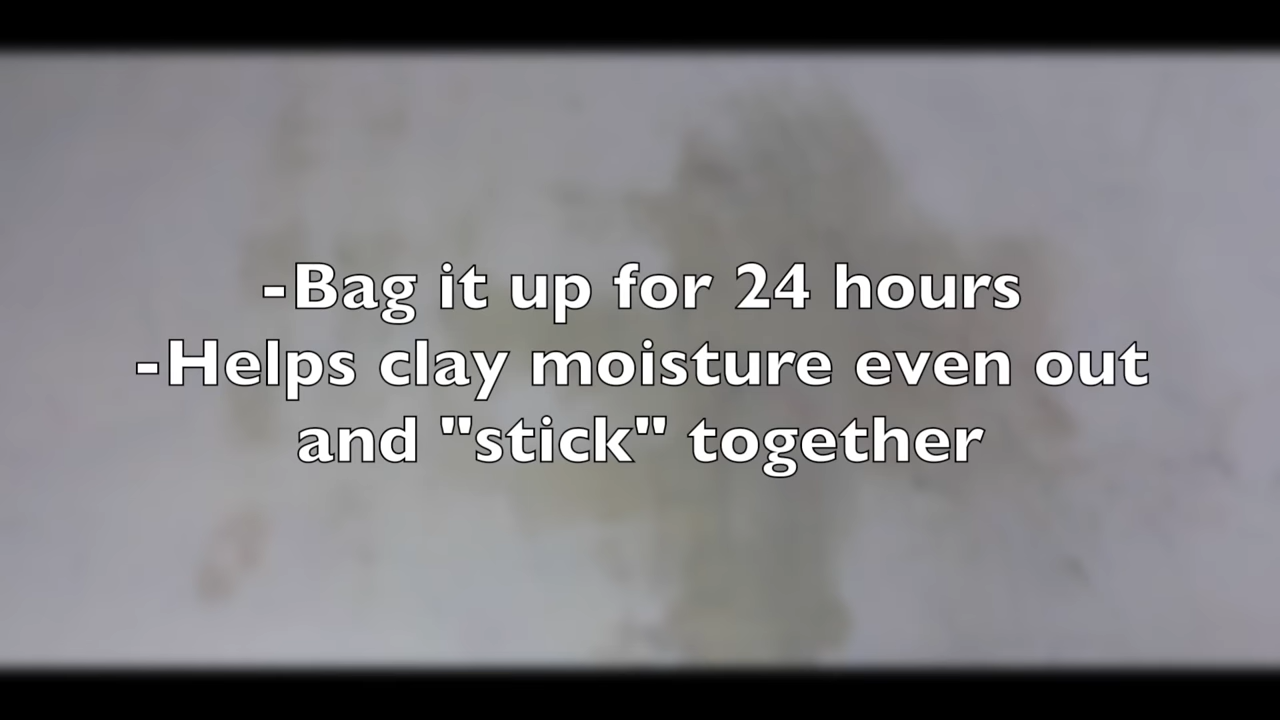 -Bag it up for 24 hours
-Helps clay moisture even out
and "stick" together